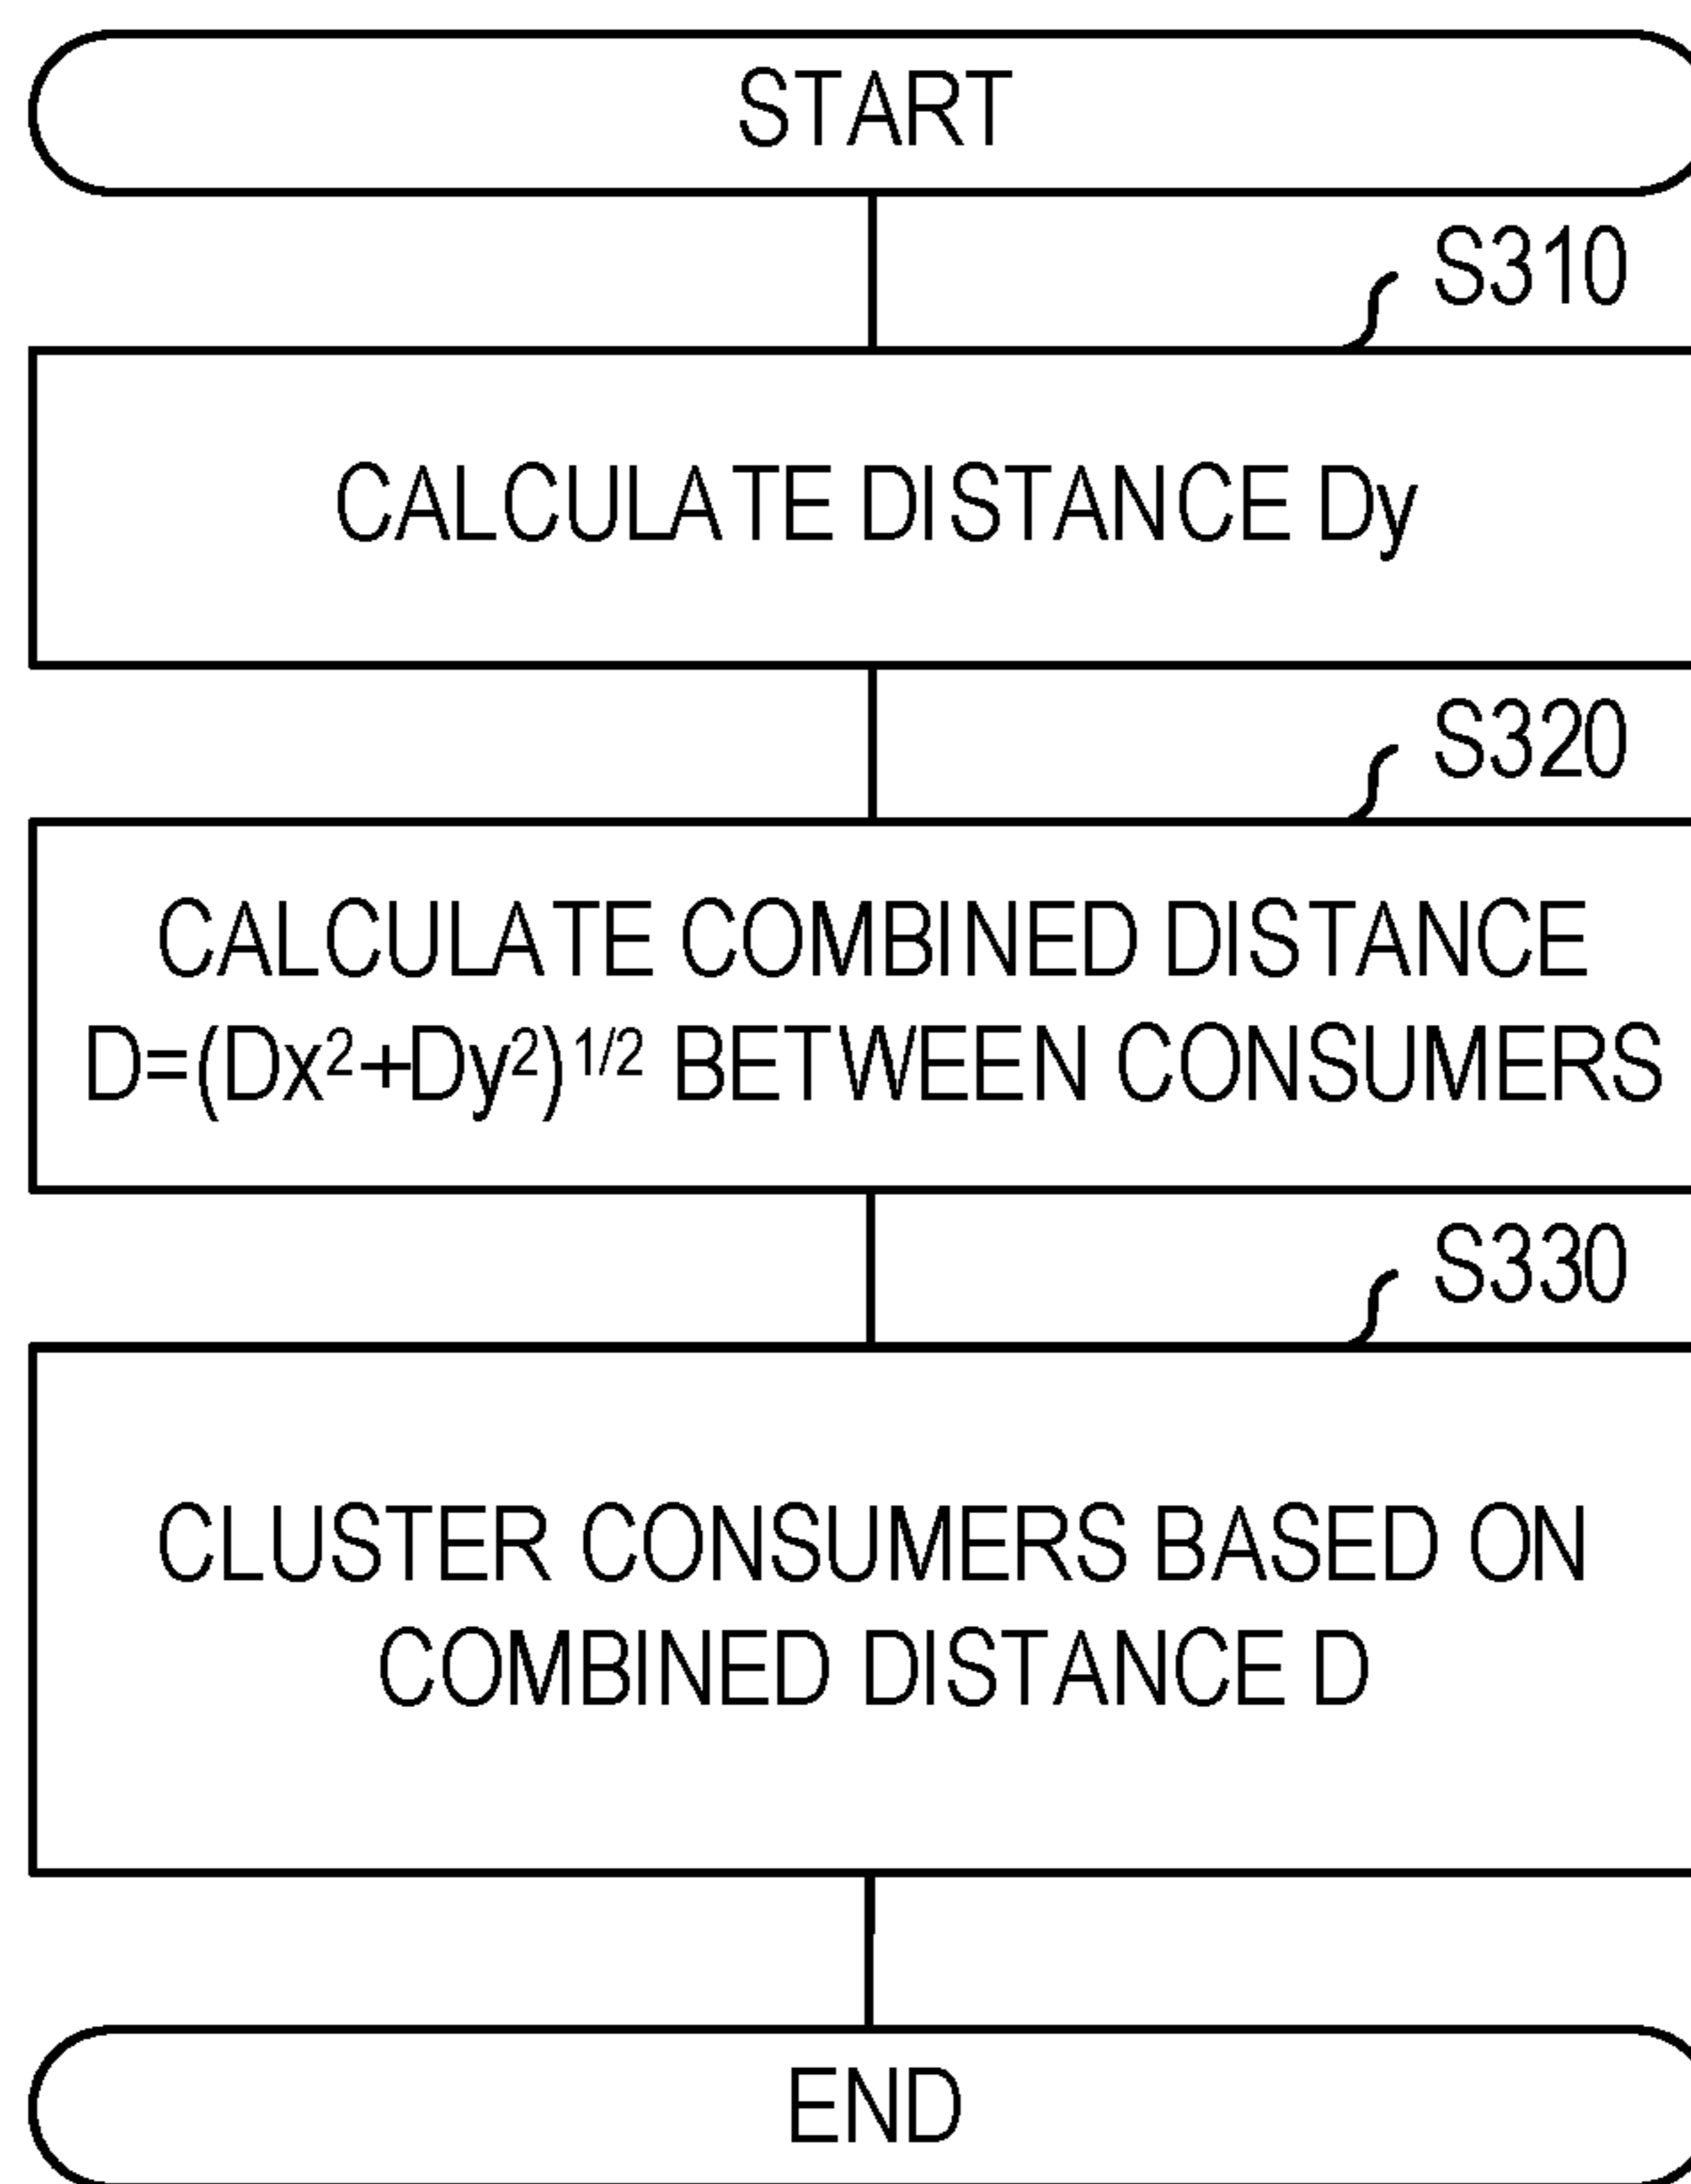 START
S310
CALCULATE DISTANCE Dy
S320
CALCULATE COMBINED DISTANCE
D=(Dx²+Dy²)¹/² BETWEEN CONSUMERS
S330
CLUSTER CONSUMERS BASED ON
COMBINED DISTANCE D
END